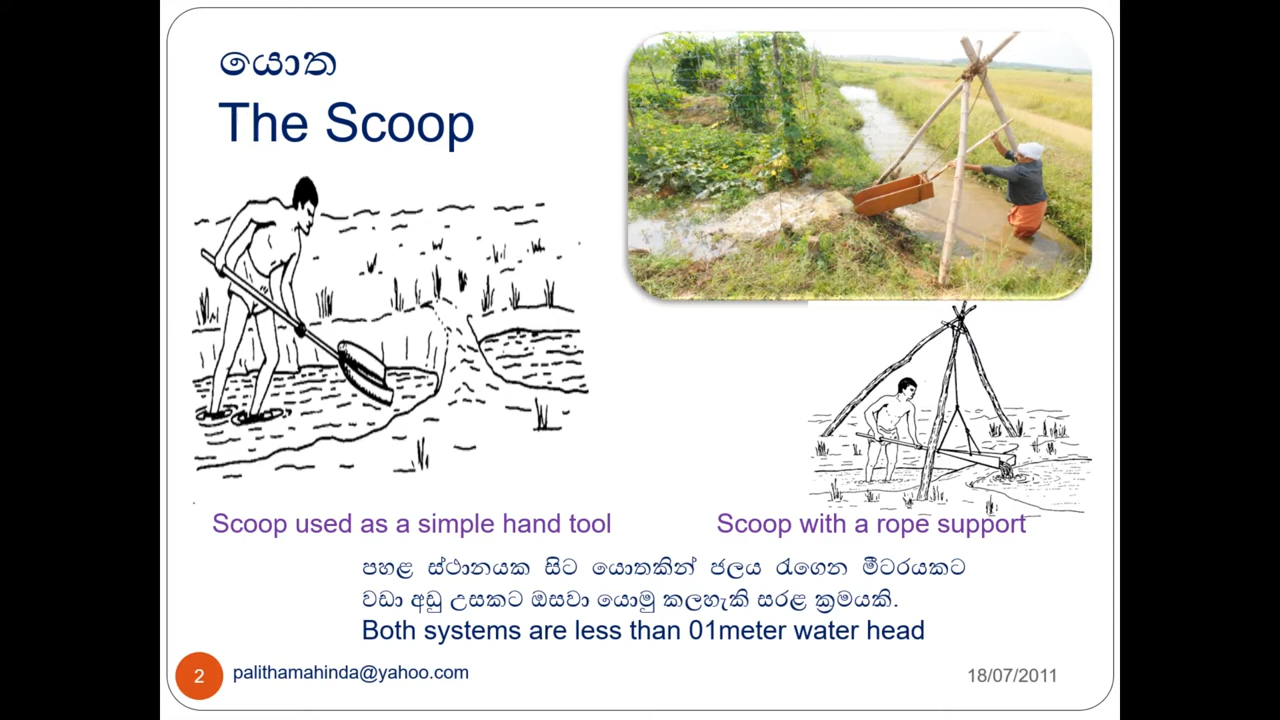 යොත
The Scoop
Scoop used as a simple hand tool
Scoop with a rope support
පහළ ස්ථානයක සිට යොතකින් ජලය රැගෙන මීටරයකට
වඩා අඩු උසකට ඔසවා යොමු කලහැකි සරළ ක්‍රමයකි.
Both systems are less than 01meter water head
2
palithamahinda@yahoo.com
18/07/2011